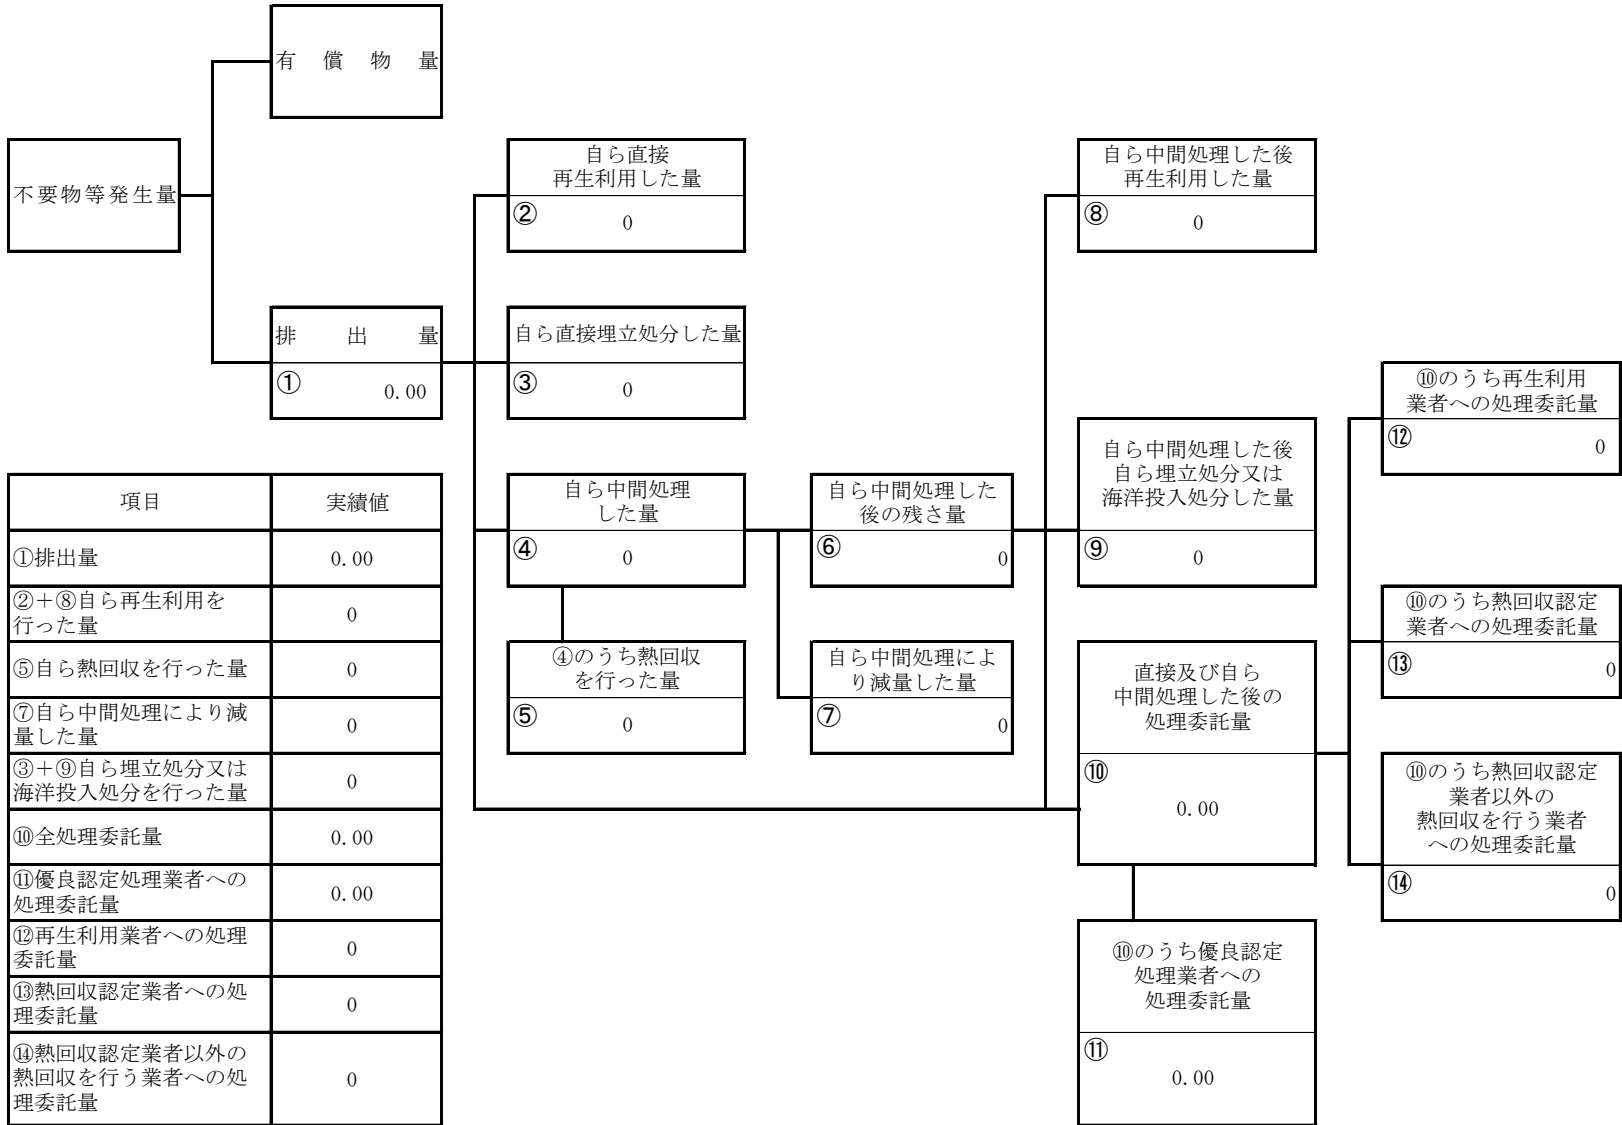 有償物量
不要物等発生量
排出量
①
0.00
自ら直接
再生利用した量
②
0
自ら直接埋立処分した量
③
0
自ら中間処理
した量
④
0
④のうち熱回収
を行った量
⑤
0
自ら中間処理した
後の残さ量
⑥
0
自ら中間処理によ
り減量した量
⑦
0
自ら中間処理した後
再生利用した量
⑧
0
自ら中間処理した後
自ら埋立処分又は
海洋投入処分した量
⑨
0
直接及び自ら
中間処理した後の
処理委託量
⑩
0.00
⑩のうち優良認定
処理業者への
処理委託量
⑪
0.00
⑩のうち再生利用
業者への処理委託量
⑫
0
⑩のうち熱回収認定
業者への処理委託量
⑬
0
⑩のうち熱回収認定
業者以外の
熱回収を行う業者
への処理委託量
⑭
0
項目 実績値
①排出量 0.00
②+⑧自ら再生利用を
行った量
0
⑤自ら熱回収を行った量 0
⑦自ら中間処理により減
量した量
0
③+⑨自ら埋立処分又は
海洋投入処分を行った量
0
⑩全処理委託量 0.00
⑪優良認定処理業者への
処理委託量
0.00
⑫再生利用業者への処理
委託量
0
⑬熱回収認定業者への処
理委託量
0
⑭熱回収認定業者以外の
熱回収を行う業者への処
理委託量
0